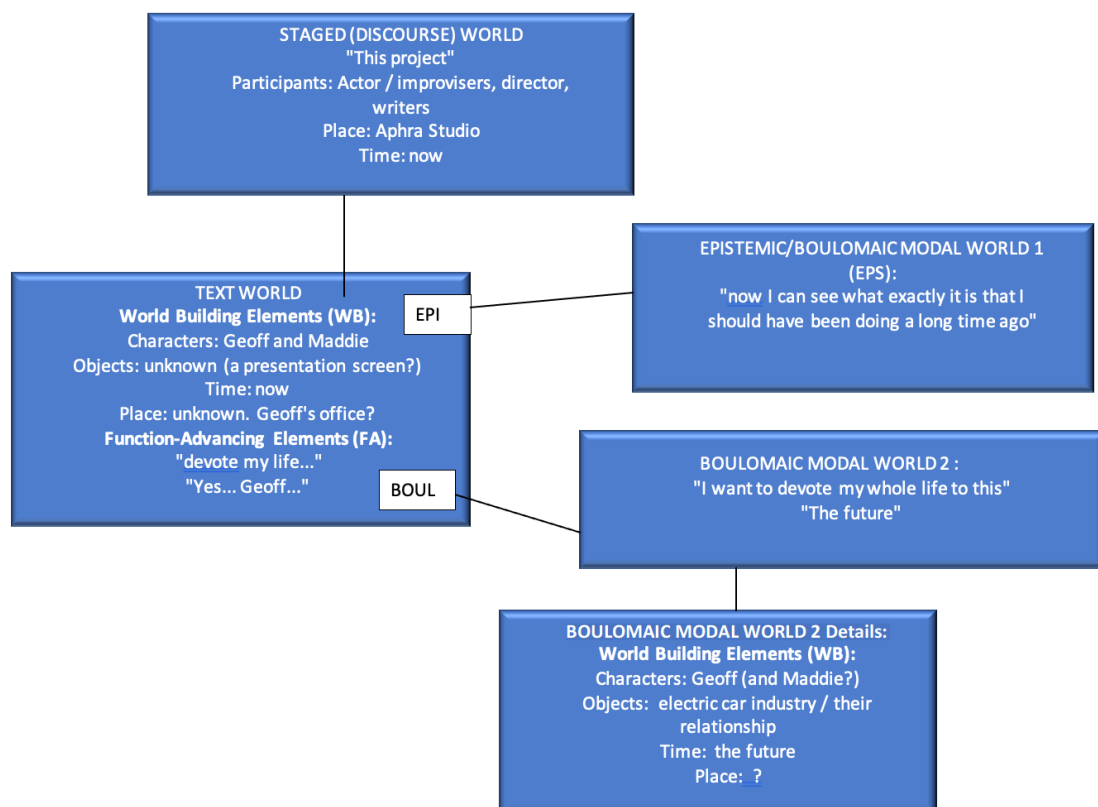 STAGED (DISCOURSE) WORLD
"This project"
Participants: Actor / improvisers, director,
writers
Place: Aphra Studio
Time: now
EPISTEMIC/BOULOMAIC MODAL WORLD 1
(EPS):
"now I can see what exactly it is that I
should have been doing a long time ago"
TEXT WORLD
World Building Elements (WB):
Characters: Geoff and Maddie
Objects: unknown (a presentation screen?)
Time: now
Place: unknown. Geoff's office?
Function-Advancing Elements (FA):
"devote my life..."
"Yes... Geoff..."
EPI
BOUL
BOULOMAIC MODAL WORLD 2 :
"I want to devote my whole life to this"
"The future"
BOULOMAIC MODAL WORLD 2 Details:
World Building Elements (WB):
Characters: Geoff (and Maddie?)
Objects: electric car industry / their
relationship
Time: the future
Place: ?